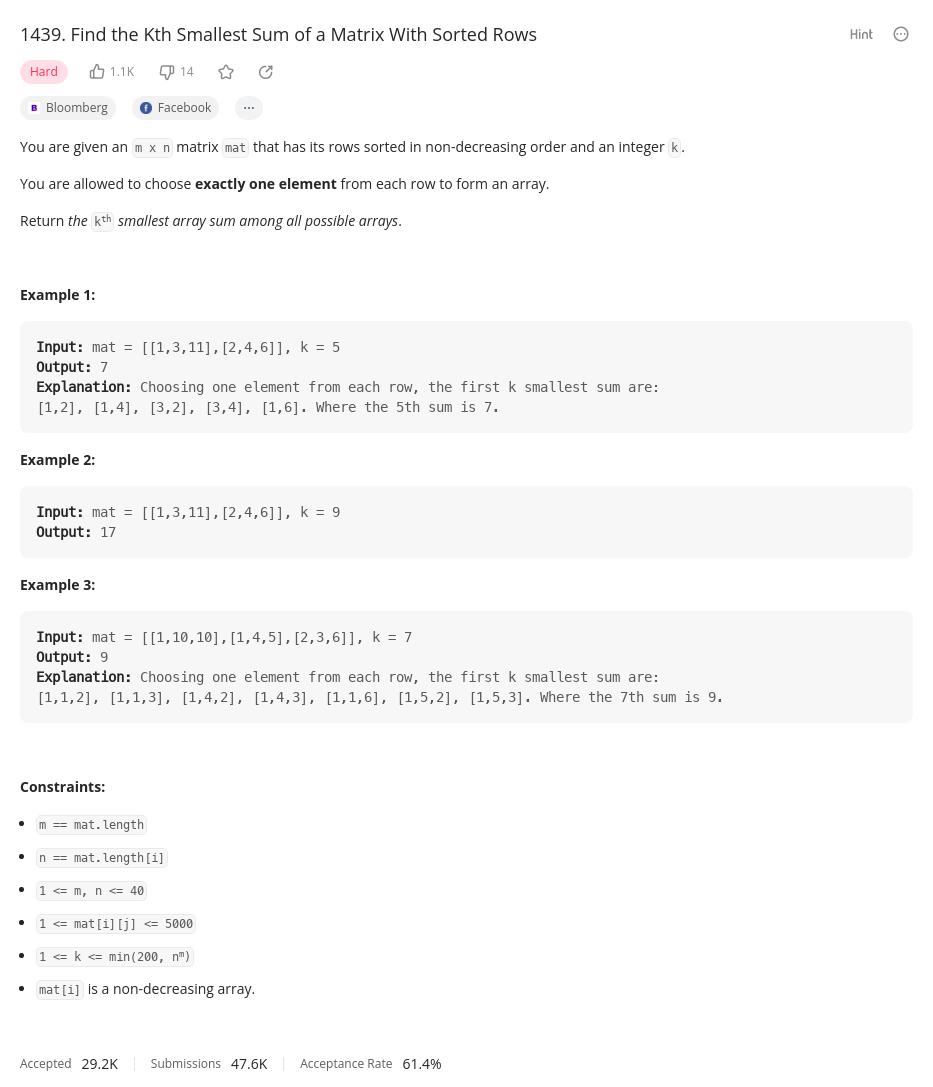 1439. Find the Kth Smallest Sum of a Matrix With Sorted Rows
Hint
Hard 1.1K 14
B Bloomberg f Facebook ...
You are given an m x n matrix mat that has its rows sorted in non-decreasing order and an integer k.
You are allowed to choose exactly one element from each row to form an array.
Return the kth smallest array sum among all possible arrays.
Example 1:
Input: mat = [[1,3,11],[2,4,6]], k = 5
Output: 7
Explanation: Choosing one element from each row, the first k smallest sum are:
[1,2], [1,4], [3,2], [3,4], [1,6]. Where the 5th sum is 7.
Example 2:
Input: mat = [[1,3,11],[2,4,6]], k = 9
Output: 17
Example 3:
Input: mat = [[1,10,10],[1,4,5],[2,3,6]], k = 7
Output: 9
Explanation: Choosing one element from each row, the first k smallest sum are:
[1,1,2], [1,1,3], [1,4,2], [1,4,3], [1,1,6], [1,5,2], [1,5,3]. Where the 7th sum is 9.
Constraints:
m == mat.length
n == mat.length[i]
1 <= m, n <= 40
1 <= mat[i][j] <= 5000
1 <= k <= min(200, nᵐ)
mat[i] is a non-decreasing array.
Accepted 29.2K Submissions 47.6K Acceptance Rate 61.4%